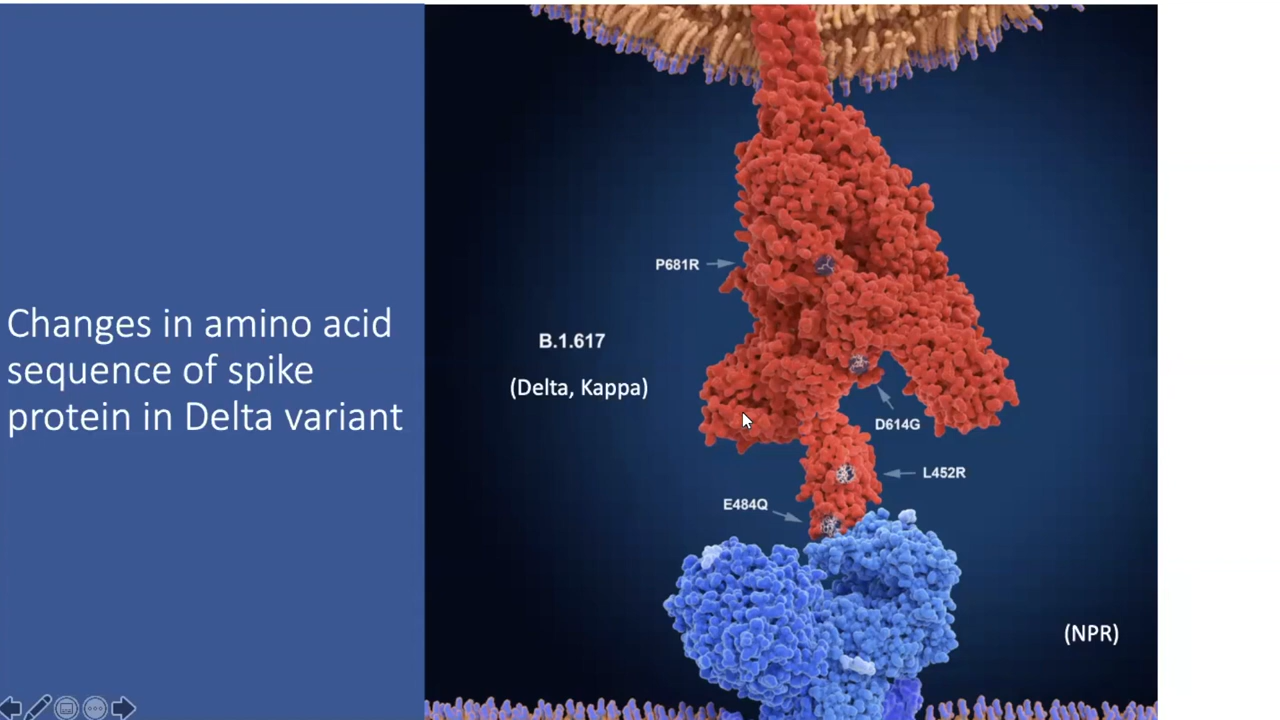 Changes in amino acid
sequence of spike
protein in Delta variant
P681R
B.1.617
(Delta, Kappa)
D614G
L452R
E484Q
(NPR)